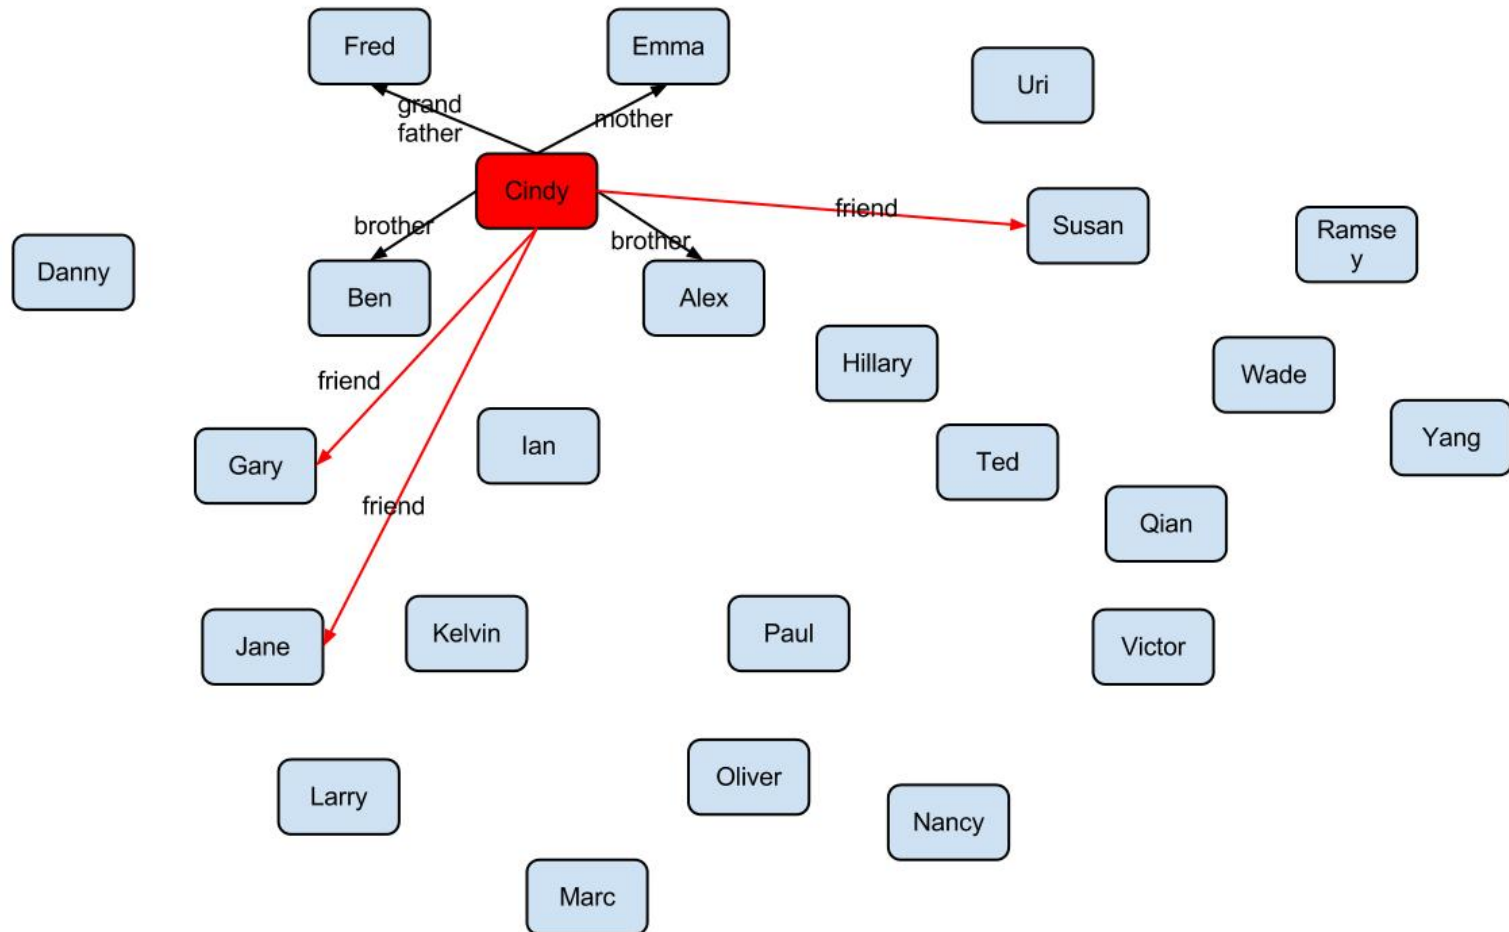 Fred
Emma
Uri
grand
father
mother
Cindy
friend
Susan
brother
brother
Ramse
y
Danny
Ben
Alex
Hillary
Wade
friend
Gary
Ian
Ted
Yang
friend
Qian
Jane
Kelvin
Paul
Victor
Larry
Oliver
Nancy
Marc